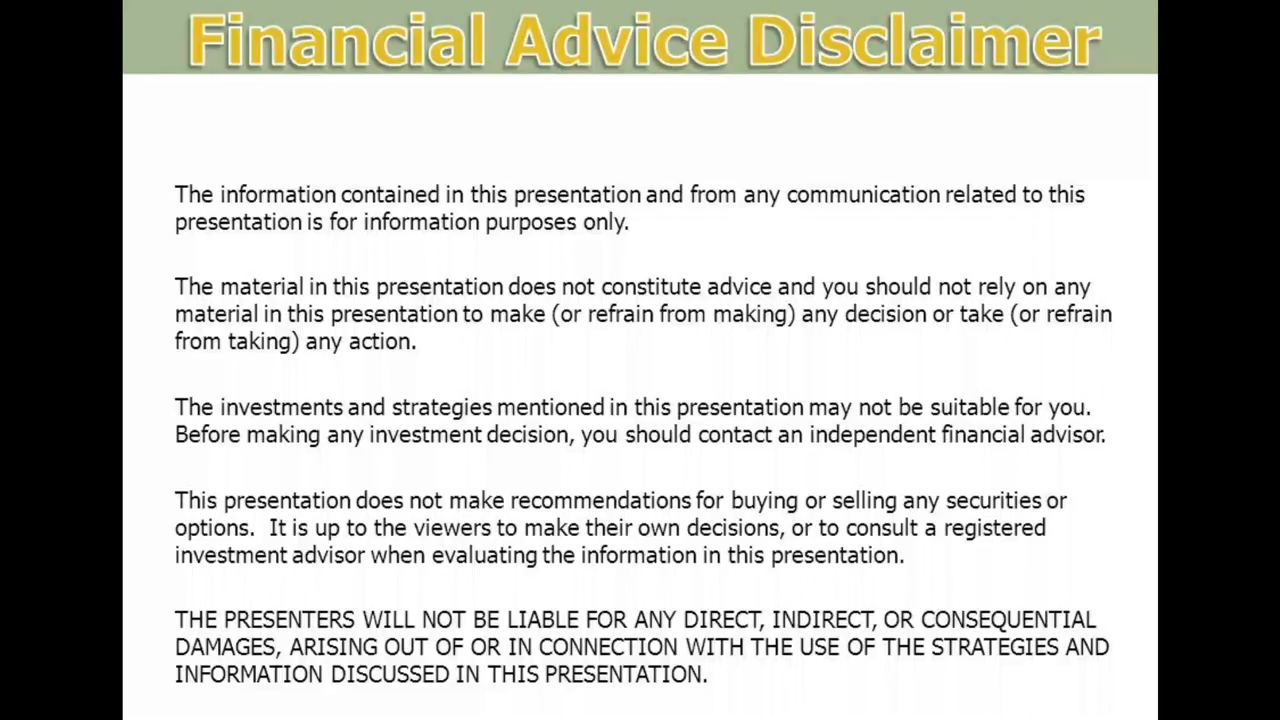 Financial Advice Disclaimer
The information contained in this presentation and from any communication related to this
presentation is for information purposes only.
The material in this presentation does not constitute advice and you should not rely on any
material in this presentation to make (or refrain from making) any decision or take (or refrain
from taking) any action.
The investments and strategies mentioned in this presentation may not be suitable for you.
Before making any investment decision, you should contact an independent financial advisor.
This presentation does not make recommendations for buying or selling any securities or
options.  It is up to the viewers to make their own decisions, or to consult a registered
investment advisor when evaluating the information in this presentation.
THE PRESENTERS WILL NOT BE LIABLE FOR ANY DIRECT, INDIRECT, OR CONSEQUENTIAL
DAMAGES, ARISING OUT OF OR IN CONNECTION WITH THE USE OF THE STRATEGIES AND
INFORMATION DISCUSSED IN THIS PRESENTATION.